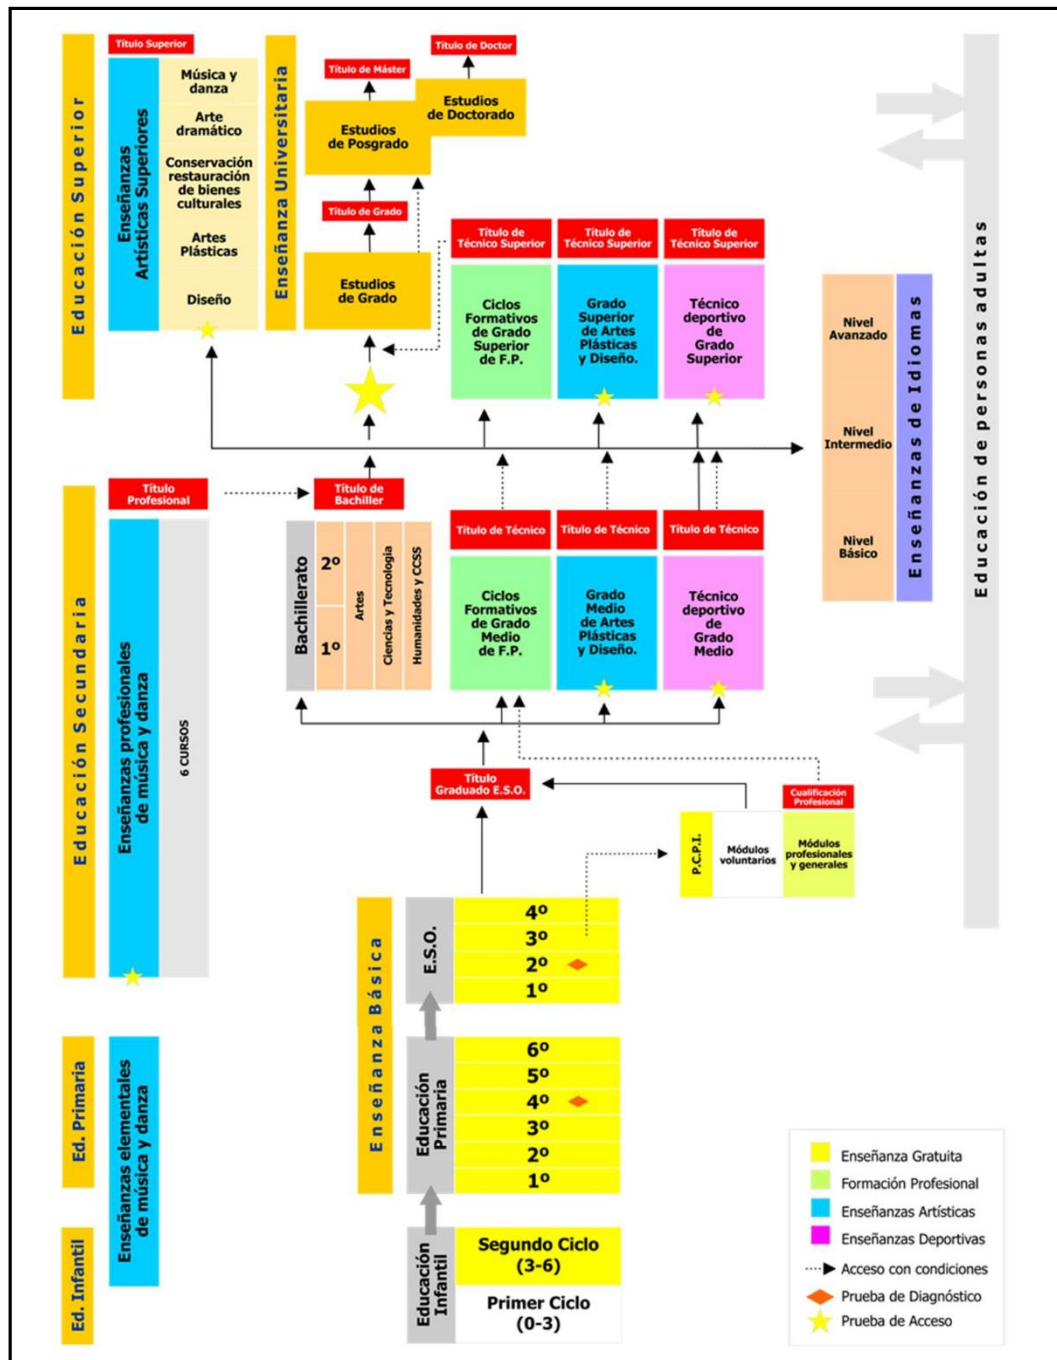 Educación Superior
Título Superior
Enseñanzas
Artísticas Superiores
Música y
danza
Arte
dramático
Conservación
restauración
de bienes
culturales
Artes
Plásticas
Diseño
Enseñanza Universitaria
Título de Máster
Título de Doctor
Estudios
de Posgrado
Estudios
de Doctorado
Título de Grado
Estudios
de Grado
Título de
Técnico Superior
Título de
Técnico Superior
Título de
Técnico Superior
Ciclos
Formativos
de Grado
Superior
de F.P.
Grado
Superior
de Artes
Plásticas
y Diseño.
Técnico
deportivo
de
Grado
Superior
Nivel
Avanzado
Nivel
Intermedio
Nivel
Básico
Enseñanzas de Idiomas
Educación de personas adultas
Educación Secundaria
Título
Profesional
Enseñanzas profesionales
de música y danza
6 CURSOS
Título de
Bachiller
Bachillerato
2º
1º
Artes
Ciencias y Tecnología
Humanidades y CCSS
Título de Técnico
Título de Técnico
Título de Técnico
Ciclos
Formativos
de Grado
Medio
de F.P.
Grado
Medio
de Artes
Plásticas
y Diseño.
Técnico
deportivo
de
Grado
Medio
Título
Graduado E.S.O.
Cualificación
Profesional
P.C.P.I.
Módulos
voluntarios
Módulos
profesionales
y generales
Enseñanza Básica
E.S.O.
4º
3º
2º
1º
Ed. Primaria
Enseñanzas elementales
de música y danza
Educación
Primaria
6º
5º
4º
3º
2º
1º
Ed. Infantil
Educación
Infantil
Segundo Ciclo
(3-6)
Primer Ciclo
(0-3)
Enseñanza Gratuita
Formación Profesional
Enseñanzas Artísticas
Enseñanzas Deportivas
Acceso con condiciones
Prueba de Diagnóstico
Prueba de Acceso